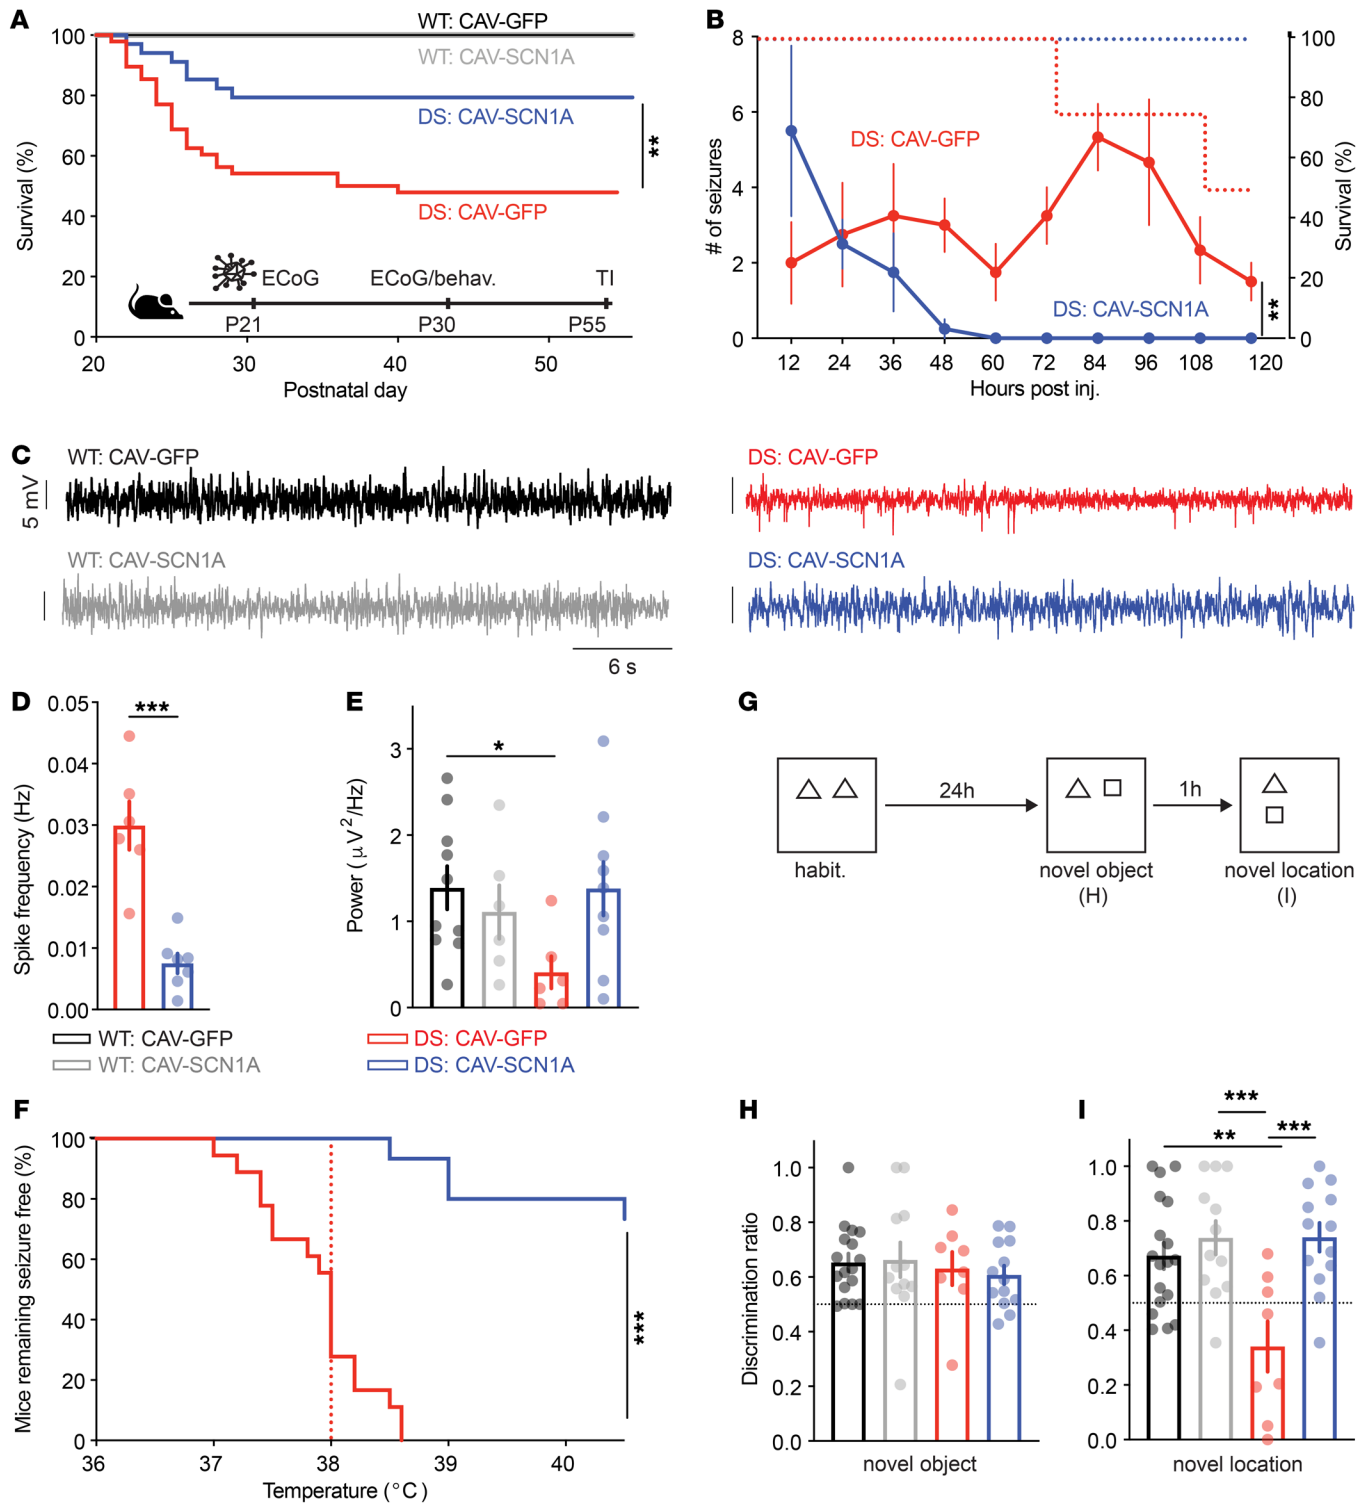 A
WT: CAV-GFP
WT: CAV-SCN1A
DS: CAV-SCN1A
**
DS: CAV-GFP
Survival (%)
100
80
60
40
20
0
ECoG
ECoG/behav.
TI
P21
P30
P55
20
30
40
50
Postnatal day
B
# of seizures
8
6
4
2
0
DS: CAV-GFP
DS: CAV-SCN1A
**
100
80
60
40
20
0
Survival (%)
12
24
36
48
60
72
84
96
108
120
Hours post inj.
C
WT: CAV-GFP
5 mV
WT: CAV-SCN1A
6 s
DS: CAV-GFP
DS: CAV-SCN1A
D
Spike frequency (Hz)
0.05
0.04
0.03
0.02
0.01
0.00
***
E
Power (μV²/Hz)
3
2
1
0
*
WT: CAV-GFP
WT: CAV-SCN1A
DS: CAV-GFP
DS: CAV-SCN1A
G
24h
1h
habit.
novel object
(H)
novel location
(I)
F
Mice remaining seizure free (%)
100
80
60
40
20
0
***
36
37
38
39
40
Temperature (°C)
H
Discrimination ratio
1.0
0.8
0.6
0.4
0.2
0.0
novel object
I
***
**
***
1.0
0.8
0.6
0.4
0.2
0.0
novel location